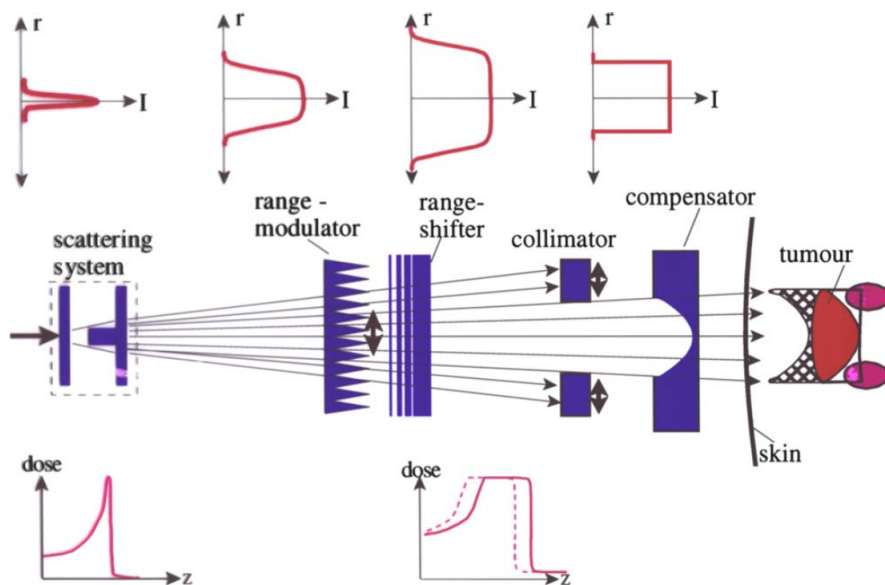 r
r
r
r
I
I
I
I
range -
modulator
range-
shifter
compensator
scattering
system
collimator
tumour
skin
dose
z
dose
z